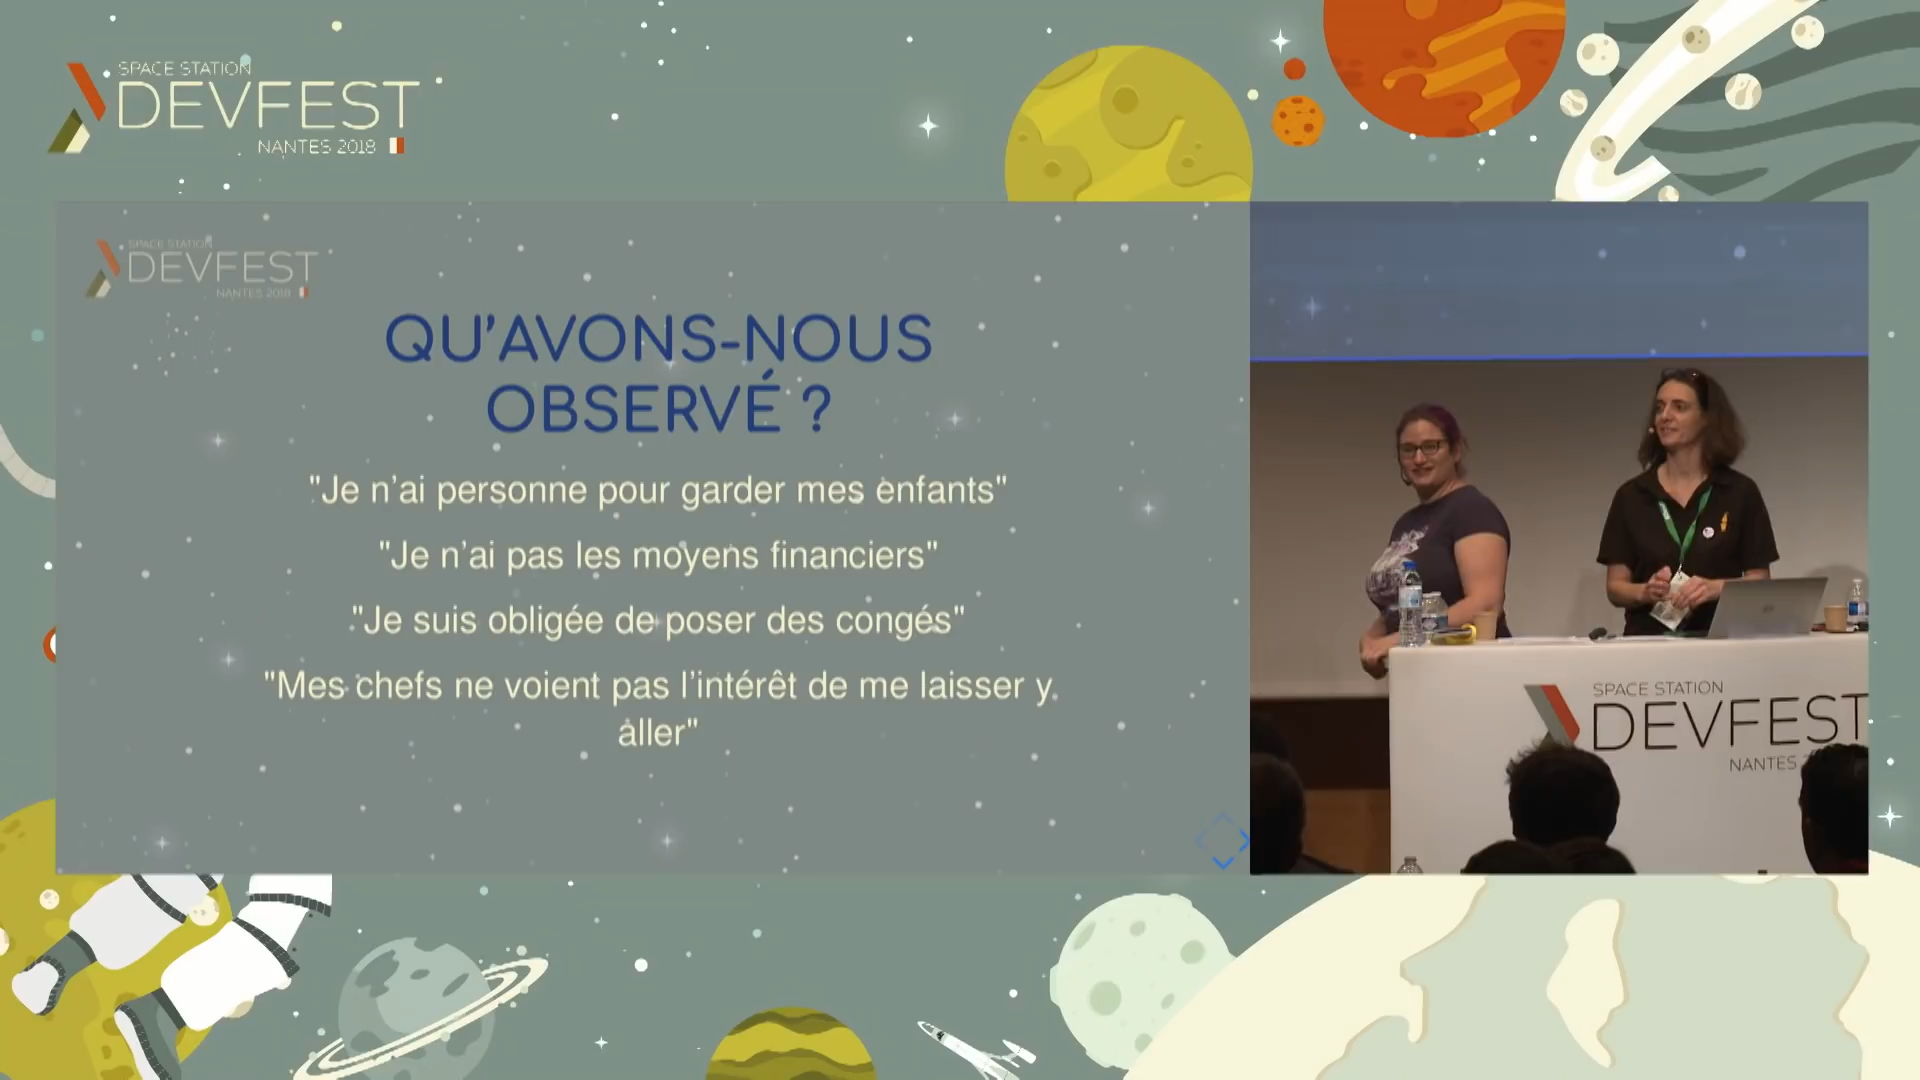 SPACE STATION
DEVFEST
NANTES 2018
SPACE STATION
DEVFEST
NANTES 2018
QU'AVONS-NOUS
OBSERVÉ ?
"Je n'ai personne pour garder mes enfants"
"Je n'ai pas les moyens financiers"
"Je suis obligée de poser des congés"
"Mes chefs ne voient pas l'intérêt de me laisser y
aller"
SPACE STATION
DEVFEST
NANTES